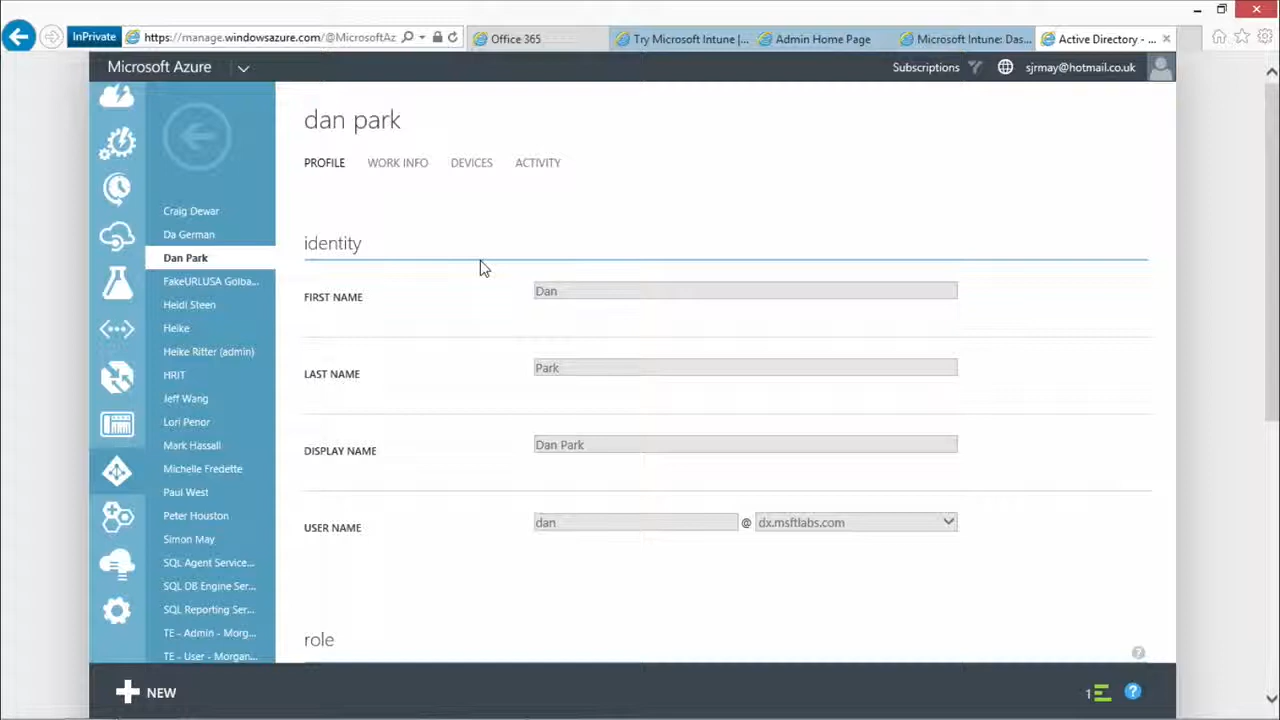 InPrivate
https://manage.windowsazure.com/@MicrosoftAz
Office 365
Try Microsoft Intune |...
Admin Home Page
Microsoft Intune: Das...
Active Directory - ...
Microsoft Azure
Subscriptions
sjrmay@hotmail.co.uk
dan park
PROFILE
WORK INFO
DEVICES
ACTIVITY
Craig Dewar
Da German
Dan Park
FakeURLUSA Golba...
Heidi Steen
Heike
Heike Ritter (admin)
HRIT
Jeff Wang
Lori Penor
Mark Hassall
Michelle Fredette
Paul West
Peter Houston
Simon May
SQL Agent Service...
SQL DB Engine Ser...
SQL Reporting Ser...
TE - Admin - Morg...
TE - User - Morgan...
identity
FIRST NAME
Dan
LAST NAME
Park
DISPLAY NAME
Dan Park
USER NAME
dan
@
dx.msftlabs.com
role
?
NEW
1
?